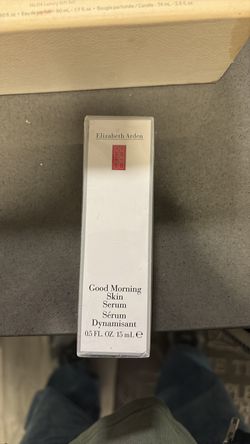 Elizabeth Arden
Good Morning
Skin
Serum
Sérum
Dynamisant
0.5 FL. OZ. 15 mL ℮